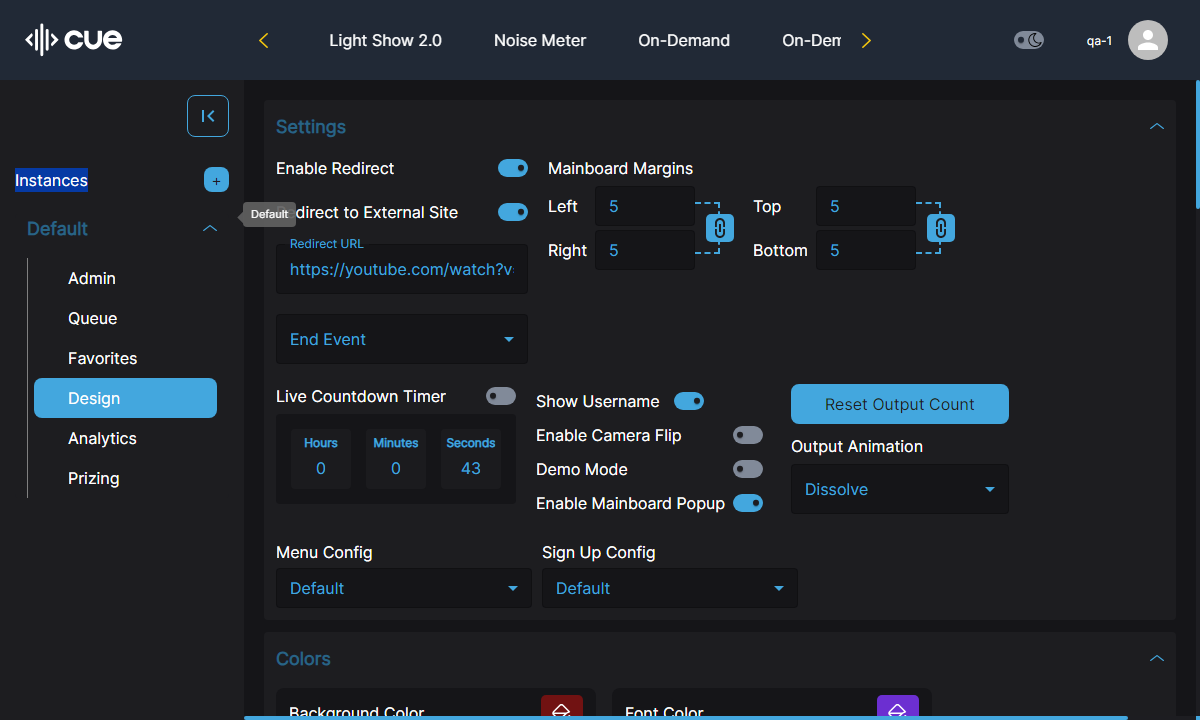 cue
Light Show 2.0
Noise Meter
On-Demand
On-Dem
qa-1
Instances
+
Default
Default
Admin
Queue
Favorites
Design
Analytics
Prizing
Settings
Enable Redirect
direct to External Site
Redirect URL
https://youtube.com/watch?v
End Event
Mainboard Margins
Left
5
Right
5
Top
5
Bottom
5
Live Countdown Timer
Hours
0
Minutes
0
Seconds
43
Show Username
Enable Camera Flip
Demo Mode
Enable Mainboard Popup
Reset Output Count
Output Animation
Dissolve
Menu Config
Default
Sign Up Config
Default
Colors
Background Color
Font Color